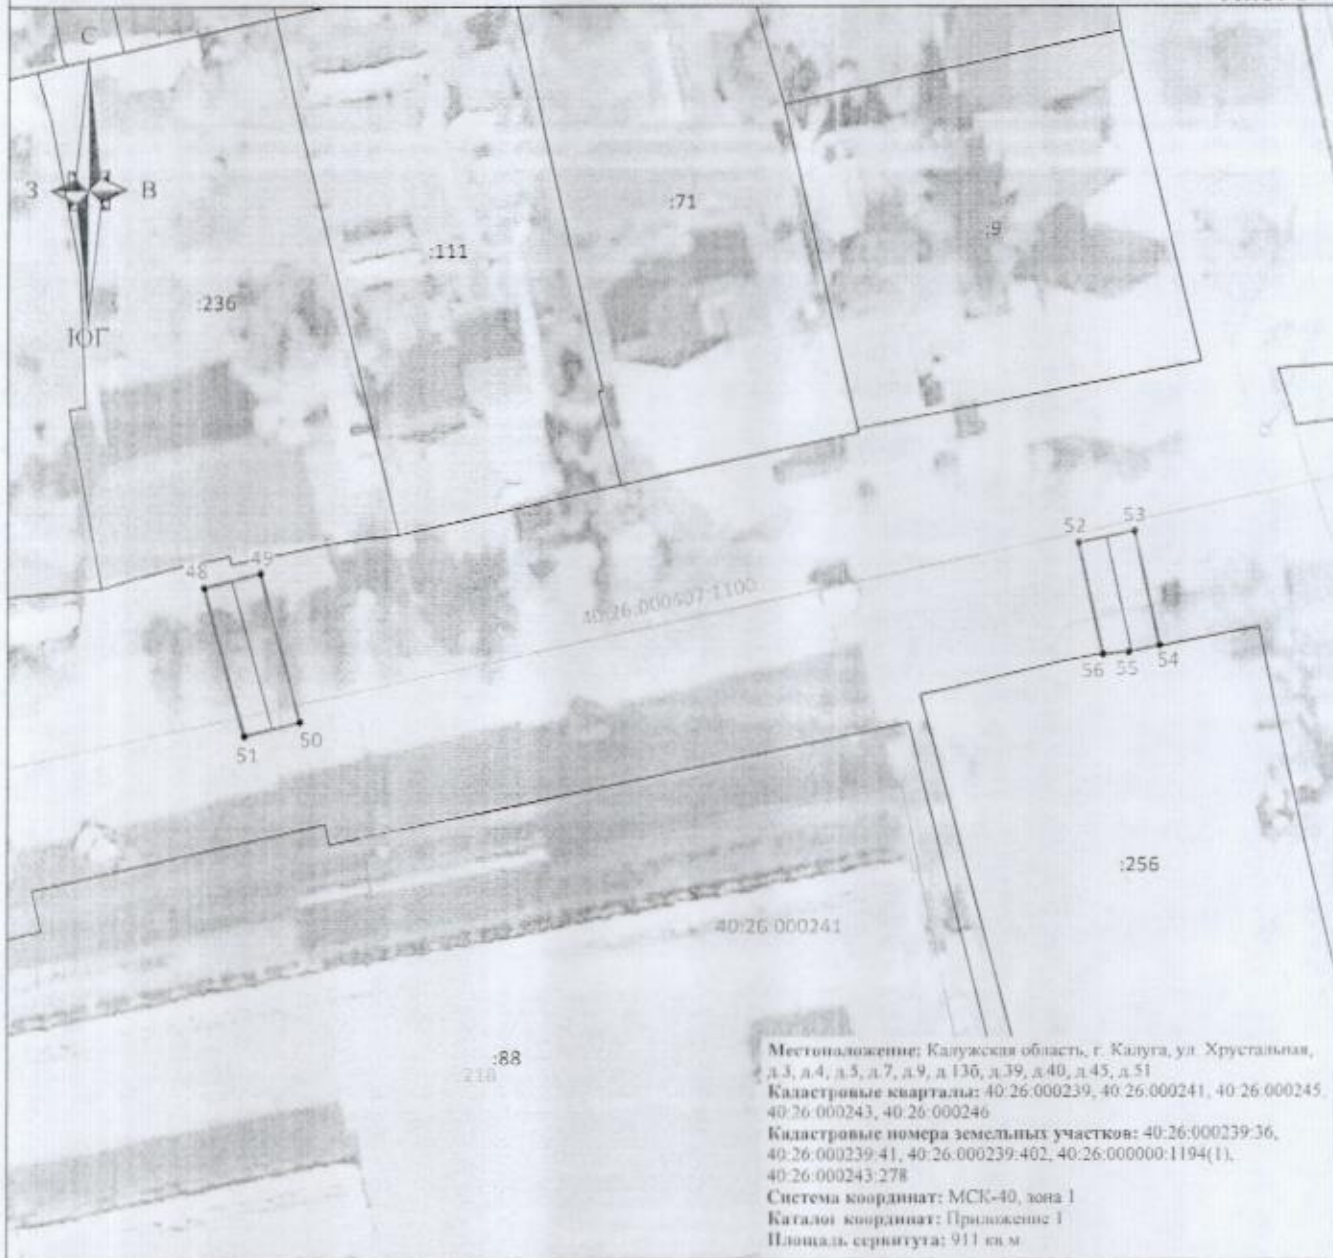 С
З В
ЮГ
:236
:111
:71
:9
48 49
51 50
52 53
56 55 54
:256
40:26:000241
:88
218
Местоположение: Калужская область, г. Калуга, ул. Хрустальная,
д.3, д.4, д.5, д.7, д.9, д.13б, д.39, д.40, д.45, д.51
Кадастровые кварталы: 40:26:000239, 40:26:000241, 40:26:000245,
40:26:000243, 40:26:000246
Кадастровые номера земельных участков: 40:26:000239:36,
40:26:000239:41, 40:26:000239:402, 40:26:000000:1194(1),
40:26:000243:278
Система координат: МСК-40, зона 1
Каталог координат: Приложение 1
Площадь сервитута: 911 кв.м